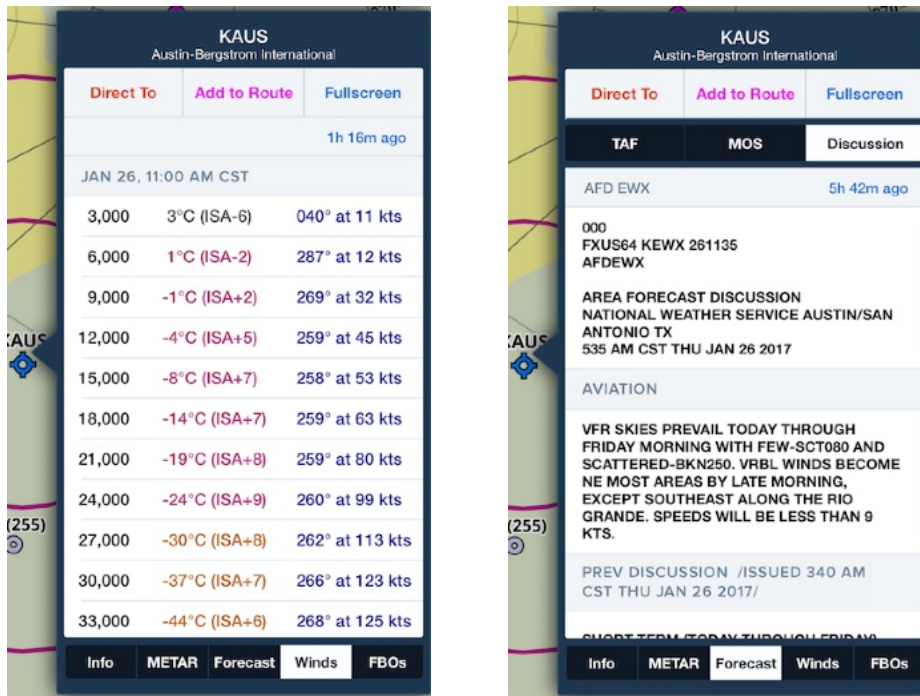 KAUS
Austin-Bergstrom International
Direct To Add to Route Fullscreen
1h 16m ago
JAN 26, 11:00 AM CST
3,000 3°C (ISA-6) 040° at 11 kts
6,000 1°C (ISA-2) 287° at 12 kts
9,000 -1°C (ISA+2) 269° at 32 kts
12,000 -4°C (ISA+5) 259° at 45 kts
15,000 -8°C (ISA+7) 258° at 53 kts
18,000 -14°C (ISA+7) 259° at 63 kts
21,000 -19°C (ISA+8) 259° at 80 kts
24,000 -24°C (ISA+9) 260° at 99 kts
27,000 -30°C (ISA+8) 262° at 113 kts
30,000 -37°C (ISA+7) 266° at 123 kts
33,000 -44°C (ISA+6) 268° at 125 kts
Info METAR Forecast Winds FBOs
KAUS
(255)
KAUS
Austin-Bergstrom International
Direct To Add to Route Fullscreen
TAF MOS Discussion
AFD EWX 5h 42m ago
000
FXUS64 KEWX 261135
AFDEWX
AREA FORECAST DISCUSSION
NATIONAL WEATHER SERVICE AUSTIN/SAN
ANTONIO TX
535 AM CST THU JAN 26 2017
AVIATION
VFR SKIES PREVAIL TODAY THROUGH
FRIDAY MORNING WITH FEW-SCT080 AND
SCATTERED-BKN250. VRBL WINDS BECOME
NE MOST AREAS BY LATE MORNING,
EXCEPT SOUTHEAST ALONG THE RIO
GRANDE. SPEEDS WILL BE LESS THAN 9
KTS.
PREV DISCUSSION /ISSUED 340 AM
CST THU JAN 26 2017/
SHORT TERM (TODAY THROUGH FRIDAY)
Info METAR Forecast Winds FBOs
KAUS
(255)